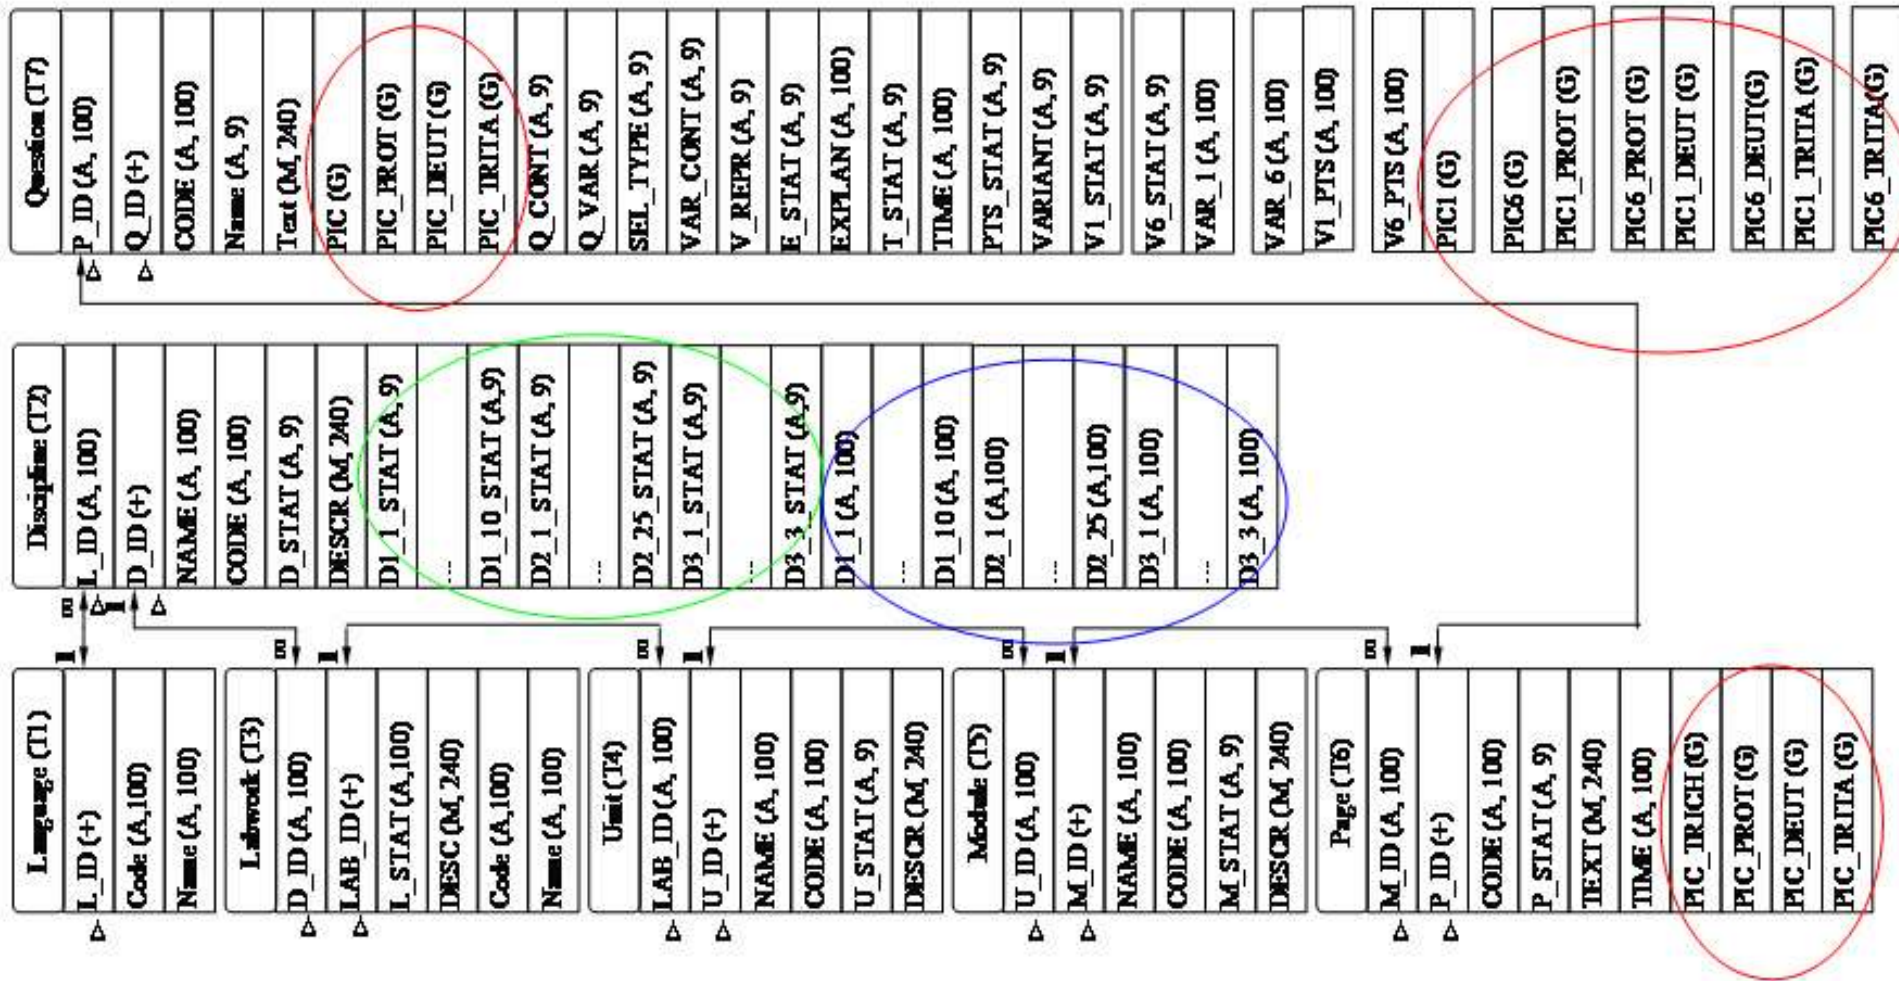 Language (T1)
L_ID (+)
Code (A,100)
Name (A, 100)
Labwork (T3)
D_ID (A, 100)
LAB_ID (+)
L_STAT (A,100)
DESC (M, 240)
Code (A,100)
Name (A, 100)
Unit (T4)
LAB_ID (A, 100)
U_ID (+)
NAME (A, 100)
CODE (A, 100)
U_STAT (A, 9)
DESCR (M, 240)
Module (T5)
U_ID (A, 100)
M_ID (+)
NAME (A, 100)
CODE (A, 100)
M_STAT (A, 9)
DESCR (M, 240)
Page (T6)
M_ID (A, 100)
P_ID (+)
CODE (A, 100)
P_STAT (A, 9)
TEXT (M, 240)
TIME (A, 100)
PIC_TRICH (G)
PIC_PROT (G)
PIC_DEUT (G)
PIC_TRITA (G)
1
∞
1
∞
1
∞
1
∞
1
∞
1
Discipline (T2)
L_ID (A, 100)
D_ID (+)
NAME (A, 100)
CODE (A, 100)
D_STAT (A, 9)
DESCR (M, 240)
D1_1_STAT (A, 9)
...
D1_10_STAT (A,9)
D2_1_STAT (A, 9)
...
D2_25_STAT (A, 9)
D3_1_STAT (A,9)
...
D3_3_STAT (A,9)
D1_1 (A, 100)
...
D1_10 (A, 100)
D2_1 (A,100)
...
D2_25 (A,100)
D3_1 (A, 100)
...
D3_3 (A, 100)
Quesion (T7)
P_ID (A, 100)
Q_ID (+)
CODE (A, 100)
Name (A, 9)
Text (M, 240)
PIC (G)
PIC_PROT (G)
PIC_DEUT (G)
PIC_TRITA (G)
Q_CONT (A, 9)
Q_VAR (A, 9)
SEL_TYPE (A, 9)
VAR_CONT (A, 9)
V_REPR (A, 9)
E_STAT (A, 9)
EXPLAN (A, 100)
T_STAT (A, 9)
TIME (A, 100)
PTS_STAT (A, 9)
VARIANT (A, 9)
V1_STAT (A, 9)
V6_STAT (A, 9)
VAR_1 (A, 100)
VAR_6 (A, 100)
V1_PTS (A, 100)
V6_PTS (A, 100)
PIC1 (G)
PIC6 (G)
PIC1_PROT (G)
PIC6_PROT (G)
PIC1_DEUT (G)
PIC6_DEUT(G)
PIC1_TRITA (G)
PIC6_TRITA(G)